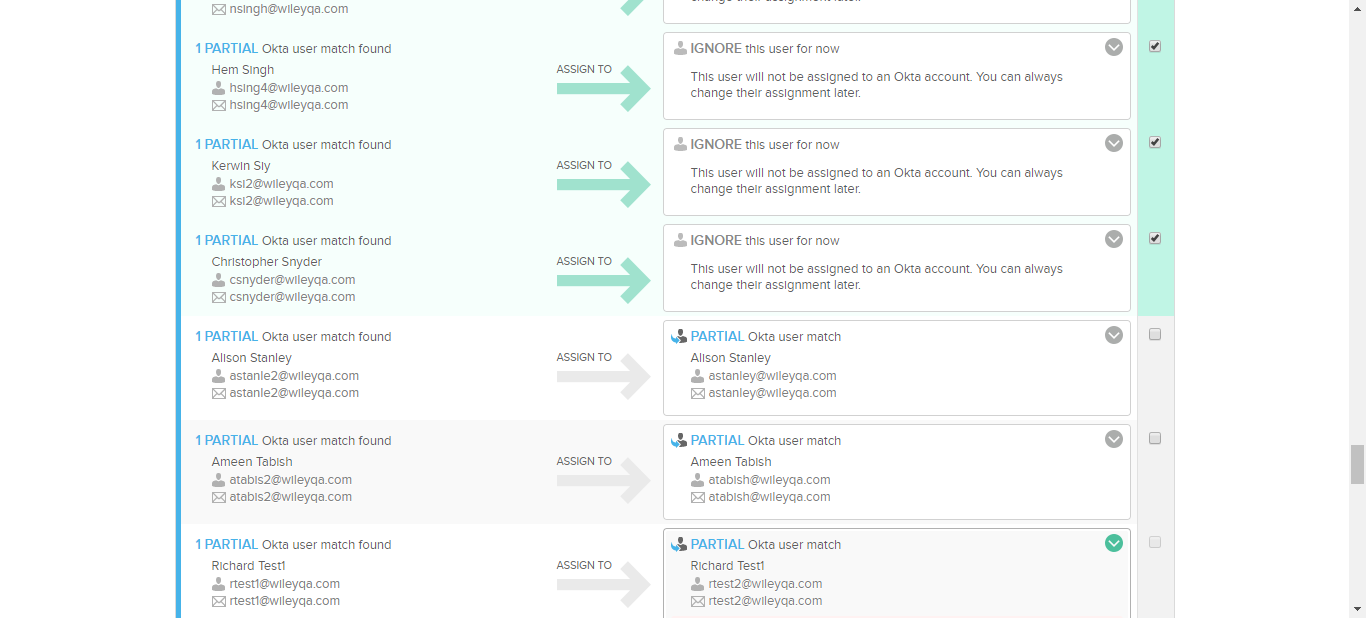 nsingh@wileyqa.com
change their assignment later.
1 PARTIAL Okta user match found
Hem Singh
hsing4@wileyqa.com
hsing4@wileyqa.com
ASSIGN TO
IGNORE this user for now
This user will not be assigned to an Okta account. You can always
change their assignment later.
1 PARTIAL Okta user match found
Kerwin Siy
ksi2@wileyqa.com
ksi2@wileyqa.com
ASSIGN TO
IGNORE this user for now
This user will not be assigned to an Okta account. You can always
change their assignment later.
1 PARTIAL Okta user match found
Christopher Snyder
csnyder@wileyqa.com
csnyder@wileyqa.com
ASSIGN TO
IGNORE this user for now
This user will not be assigned to an Okta account. You can always
change their assignment later.
1 PARTIAL Okta user match found
Alison Stanley
astanle2@wileyqa.com
astanle2@wileyqa.com
ASSIGN TO
PARTIAL Okta user match
Alison Stanley
astanley@wileyqa.com
astanley@wileyqa.com
1 PARTIAL Okta user match found
Ameen Tabish
atabis2@wileyqa.com
atabis2@wileyqa.com
ASSIGN TO
PARTIAL Okta user match
Ameen Tabish
atabish@wileyqa.com
atabish@wileyqa.com
1 PARTIAL Okta user match found
Richard Test1
rtest1@wileyqa.com
rtest1@wileyqa.com
ASSIGN TO
PARTIAL Okta user match
Richard Test1
rtest2@wileyqa.com
rtest2@wileyqa.com